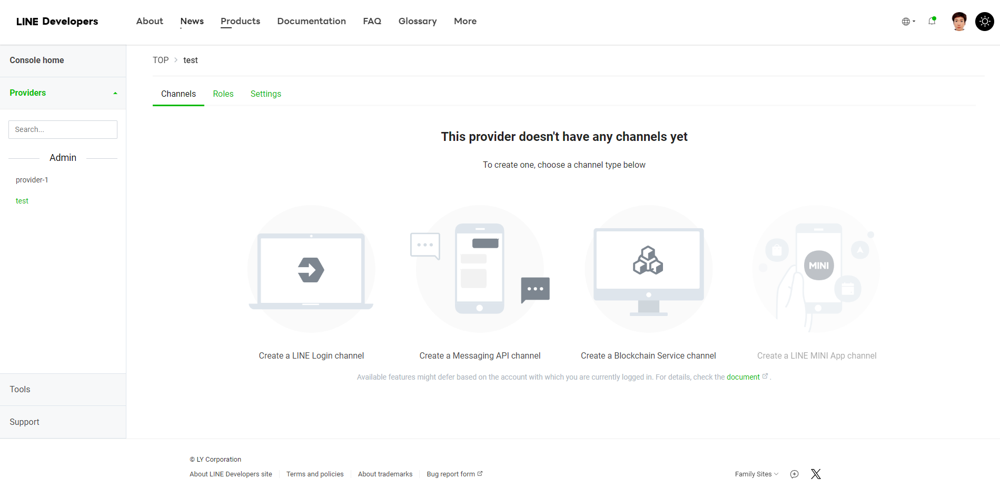 LINE Developers
About
News
Products
Documentation
FAQ
Glossary
More
Console home
Providers
Search...
Admin
provider-1
test
Tools
Support
TOP
test
Channels
Roles
Settings
This provider doesn't have any channels yet
To create one, choose a channel type below
MINI
Create a LINE Login channel
Create a Messaging API channel
Create a Blockchain Service channel
Create a LINE MINI App channel
Available features might defer based on the account with which you are currently logged in. For details, check the document .
© LY Corporation
About LINE Developers site
Terms and policies
About trademarks
Bug report form
Family Sites